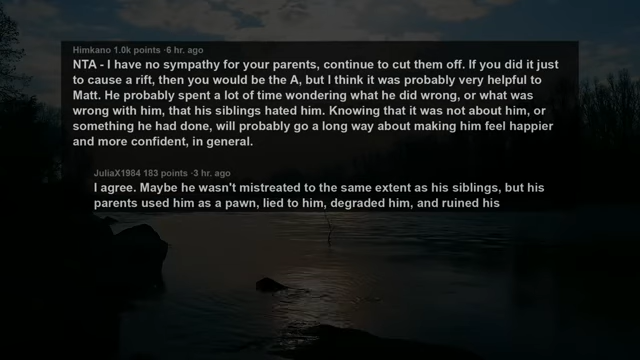 Himkano 1.0k points ·6 hr. ago
NTA - I have no sympathy for your parents, continue to cut them off. If you did it just
to cause a rift, then you would be the A, but I think it was probably very helpful to
Matt. He probably spent a lot of time wondering what he did wrong, or what was
wrong with him, that his siblings hated him. Knowing that it was not about him, or
something he had done, will probably go a long way about making him feel happier
and more confident, in general.
JuliaX1984 183 points ·3 hr. ago
I agree. Maybe he wasn't mistreated to the same extent as his siblings, but his
parents used him as a pawn, lied to him, degraded him, and ruined his